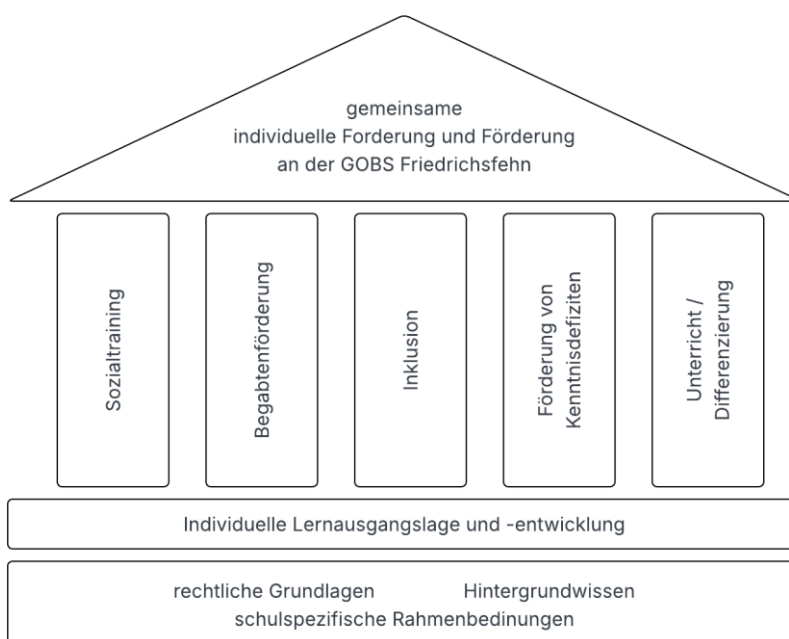 gemeinsame
individuelle Forderung und Förderung
an der GOBS Friedrichsfehn
Sozialtraining
Begabtenförderung
Inklusion
Förderung von
Kenntnisdefiziten
Unterricht /
Differenzierung
Individuelle Lernausgangslage und -entwicklung
rechtliche Grundlagen Hintergrundwissen
schulspezifische Rahmenbedinungen